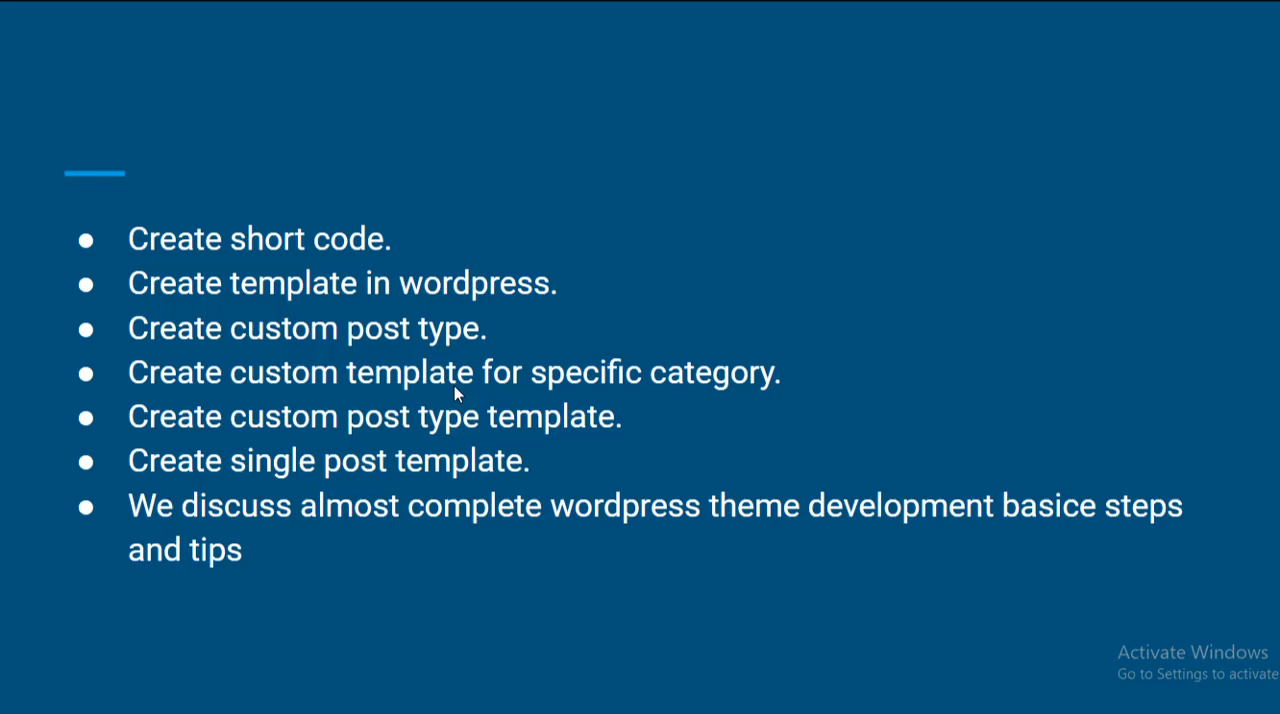 ● Create short code.
● Create template in wordpress.
● Create custom post type.
● Create custom template for specific category.
● Create custom post type template.
● Create single post template.
● We discuss almost complete wordpress theme development basice steps
and tips
Activate Windows
Go to Settings to activate